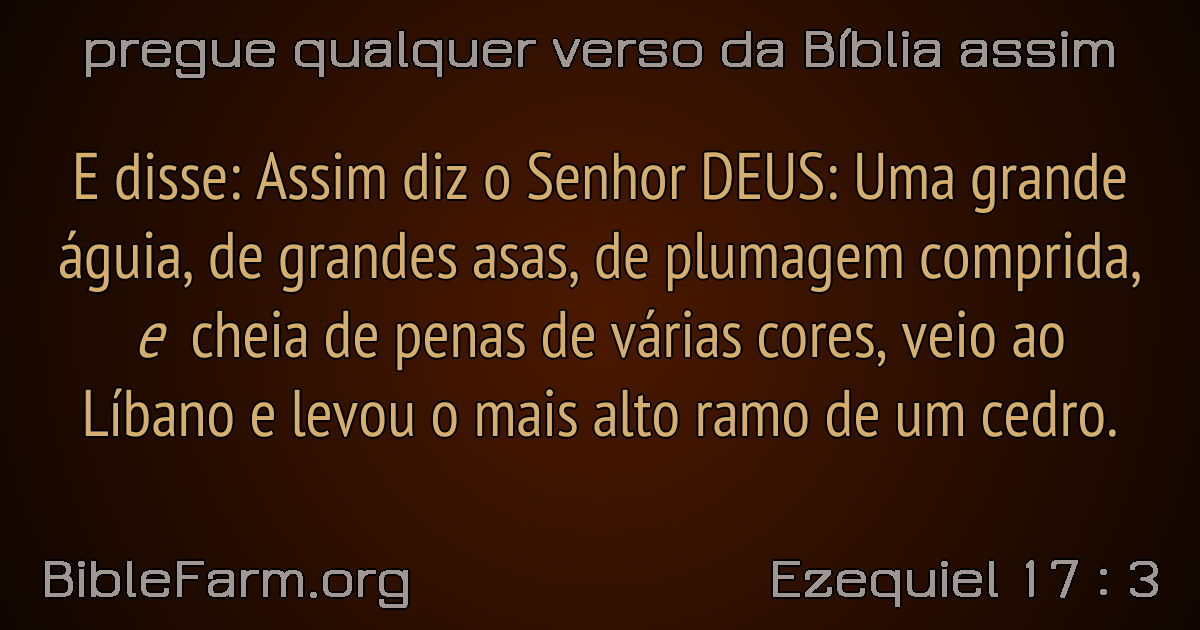 pregue qualquer verso da Bíblia assim
E disse: Assim diz o Senhor DEUS: Uma grande
águia, de grandes asas, de plumagem comprida,
e cheia de penas de várias cores, veio ao
Líbano e levou o mais alto ramo de um cedro.
BibleFarm.org
Ezequiel 17 : 3